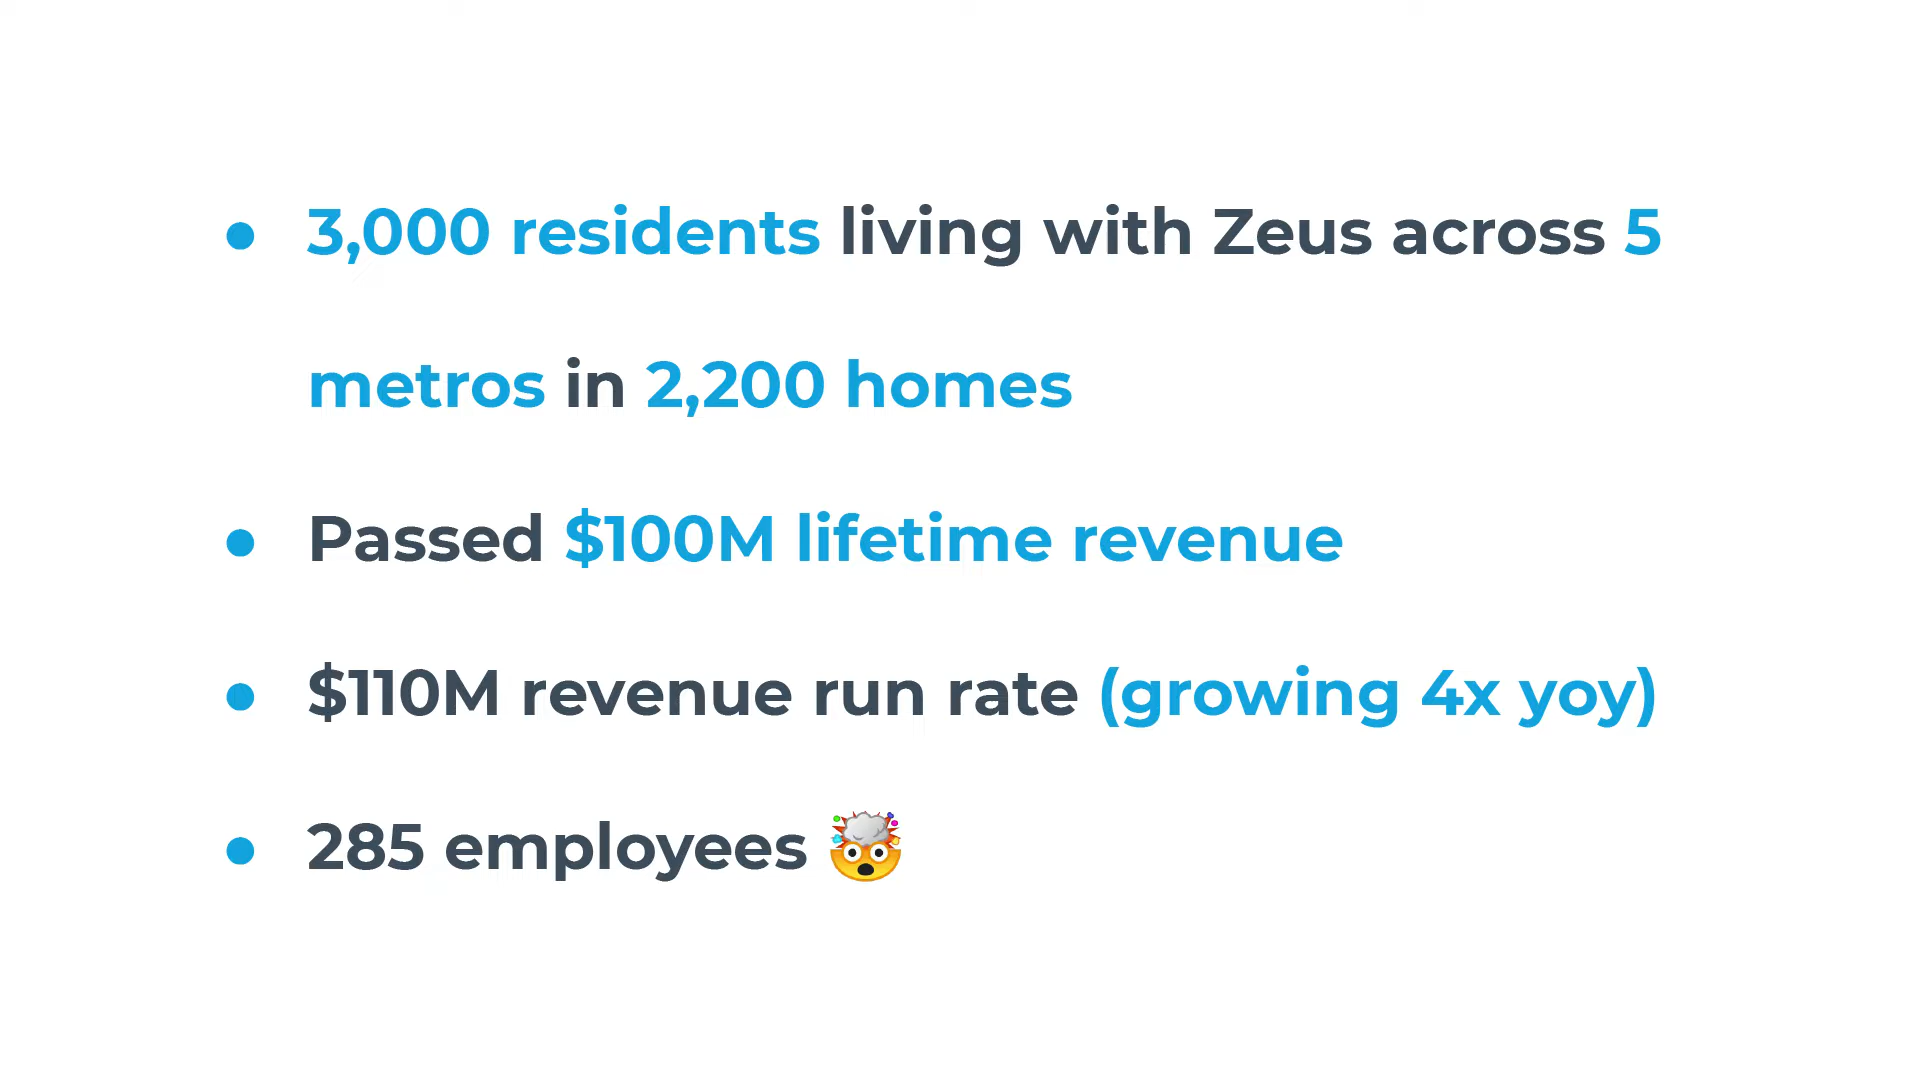 ● 3,000 residents living with Zeus across 5
metros in 2,200 homes
● Passed $100M lifetime revenue
● $110M revenue run rate (growing 4x yoy)
● 285 employees 🤯